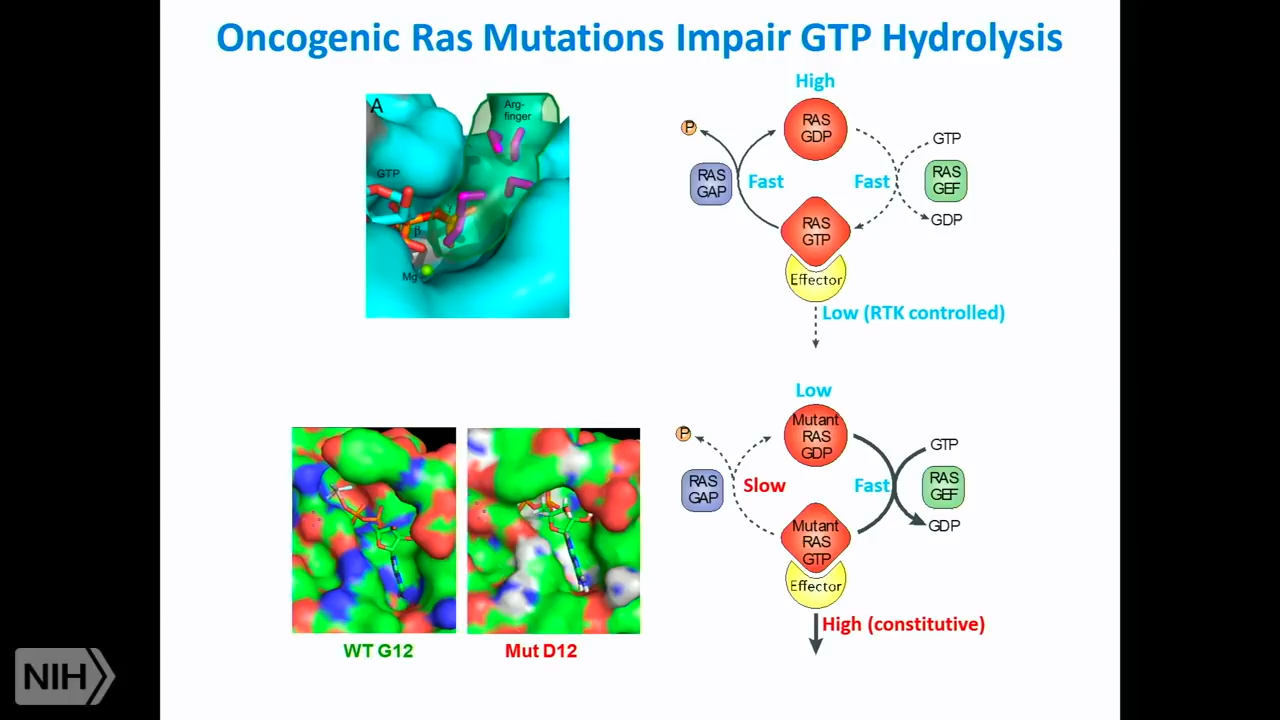 Oncogenic Ras Mutations Impair GTP Hydrolysis
A
Arg-
finger
GTP
γ
β
Mg
High
RAS
GDP
P
GTP
RAS
GAP
Fast
Fast
RAS
GEF
GDP
RAS
GTP
Effector
Low (RTK controlled)
Low
Mutant
RAS
GDP
P
GTP
RAS
GAP
Slow
Fast
RAS
GEF
GDP
Mutant
RAS
GTP
Effector
High (constitutive)
WT G12
Mut D12
NIH